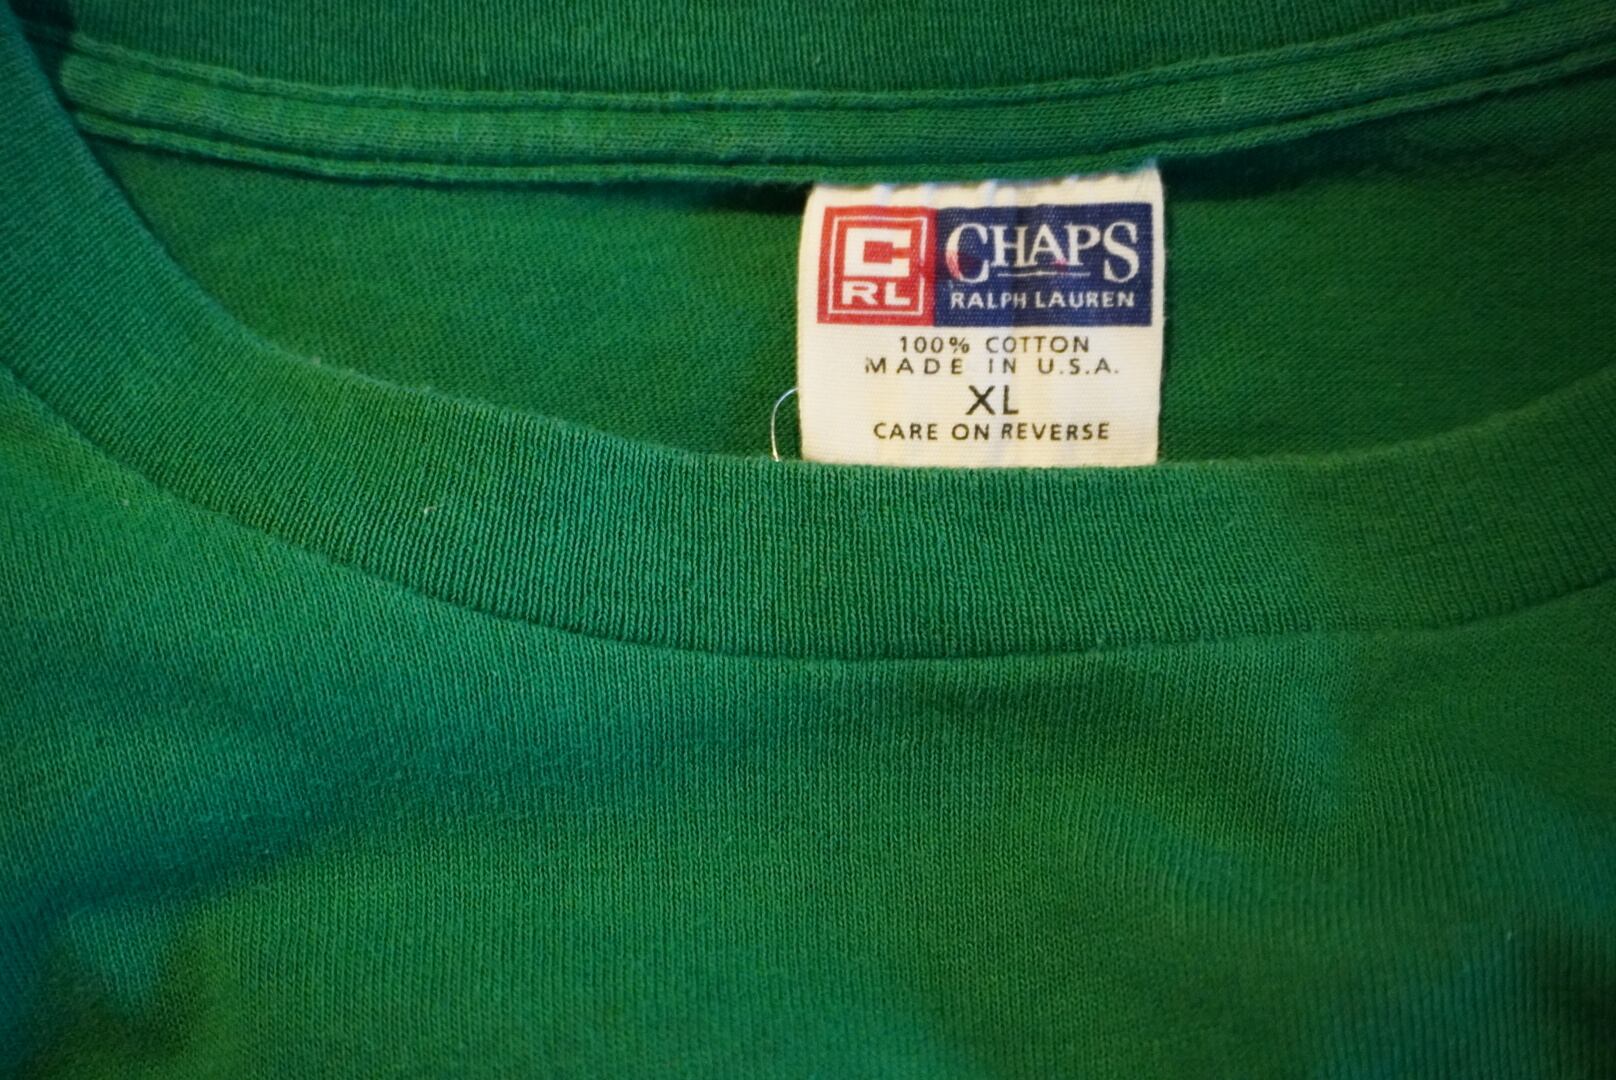 C
RL
CHAPS
RALPH LAUREN
100% COTTON
MADE IN U.S.A.
XL
CARE ON REVERSE